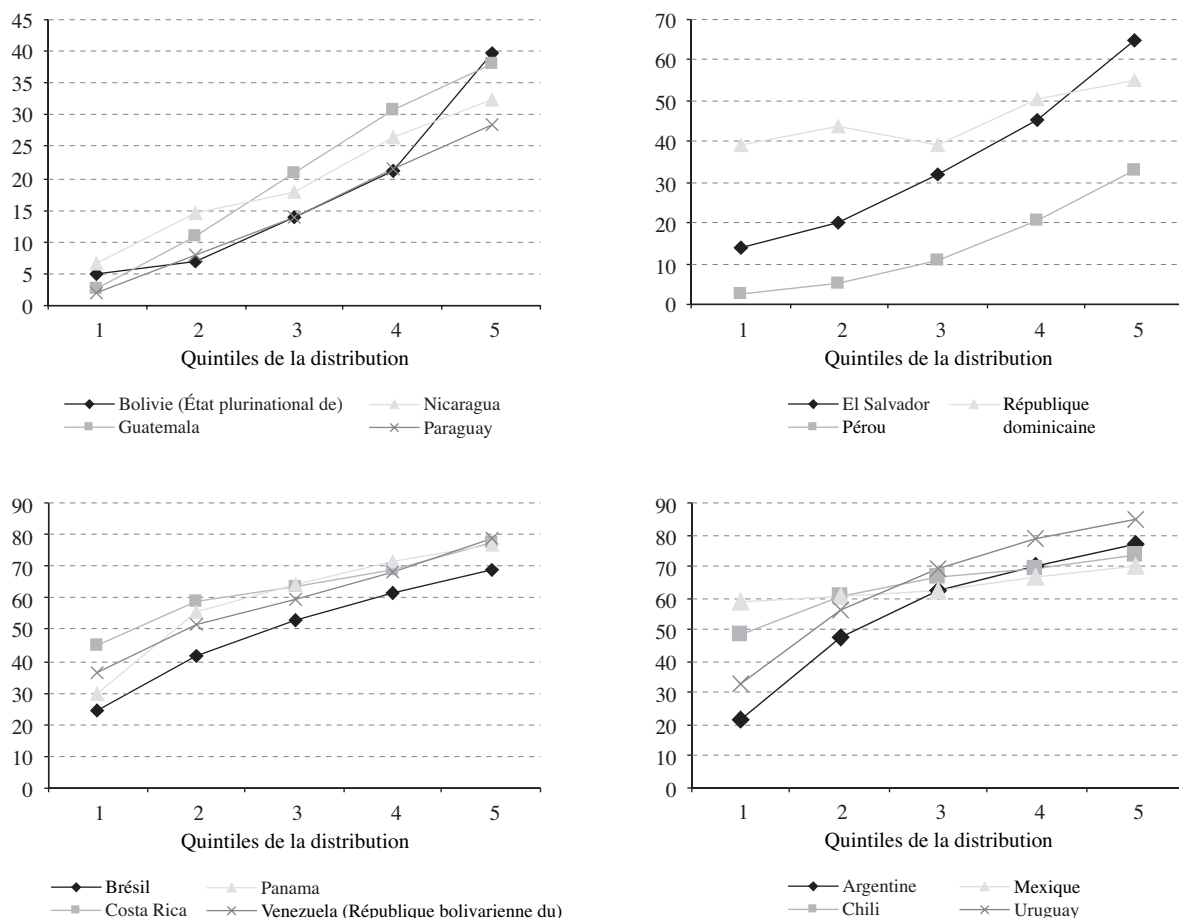 45
40
35
30
25
20
15
10
5
0
1 2 3 4 5
Quintiles de la distribution
Bolivie (État plurinational de) Nicaragua
Guatemala Paraguay
70
60
50
40
30
20
10
0
1 2 3 4 5
Quintiles de la distribution
El Salvador République
Pérou dominicaine
90
80
70
60
50
40
30
20
10
0
1 2 3 4 5
Quintiles de la distribution
Brésil Panama
Costa Rica Venezuela (République bolivarienne du)
90
80
70
60
50
40
30
20
10
0
1 2 3 4 5
Quintiles de la distribution
Argentine Mexique
Chili Uruguay